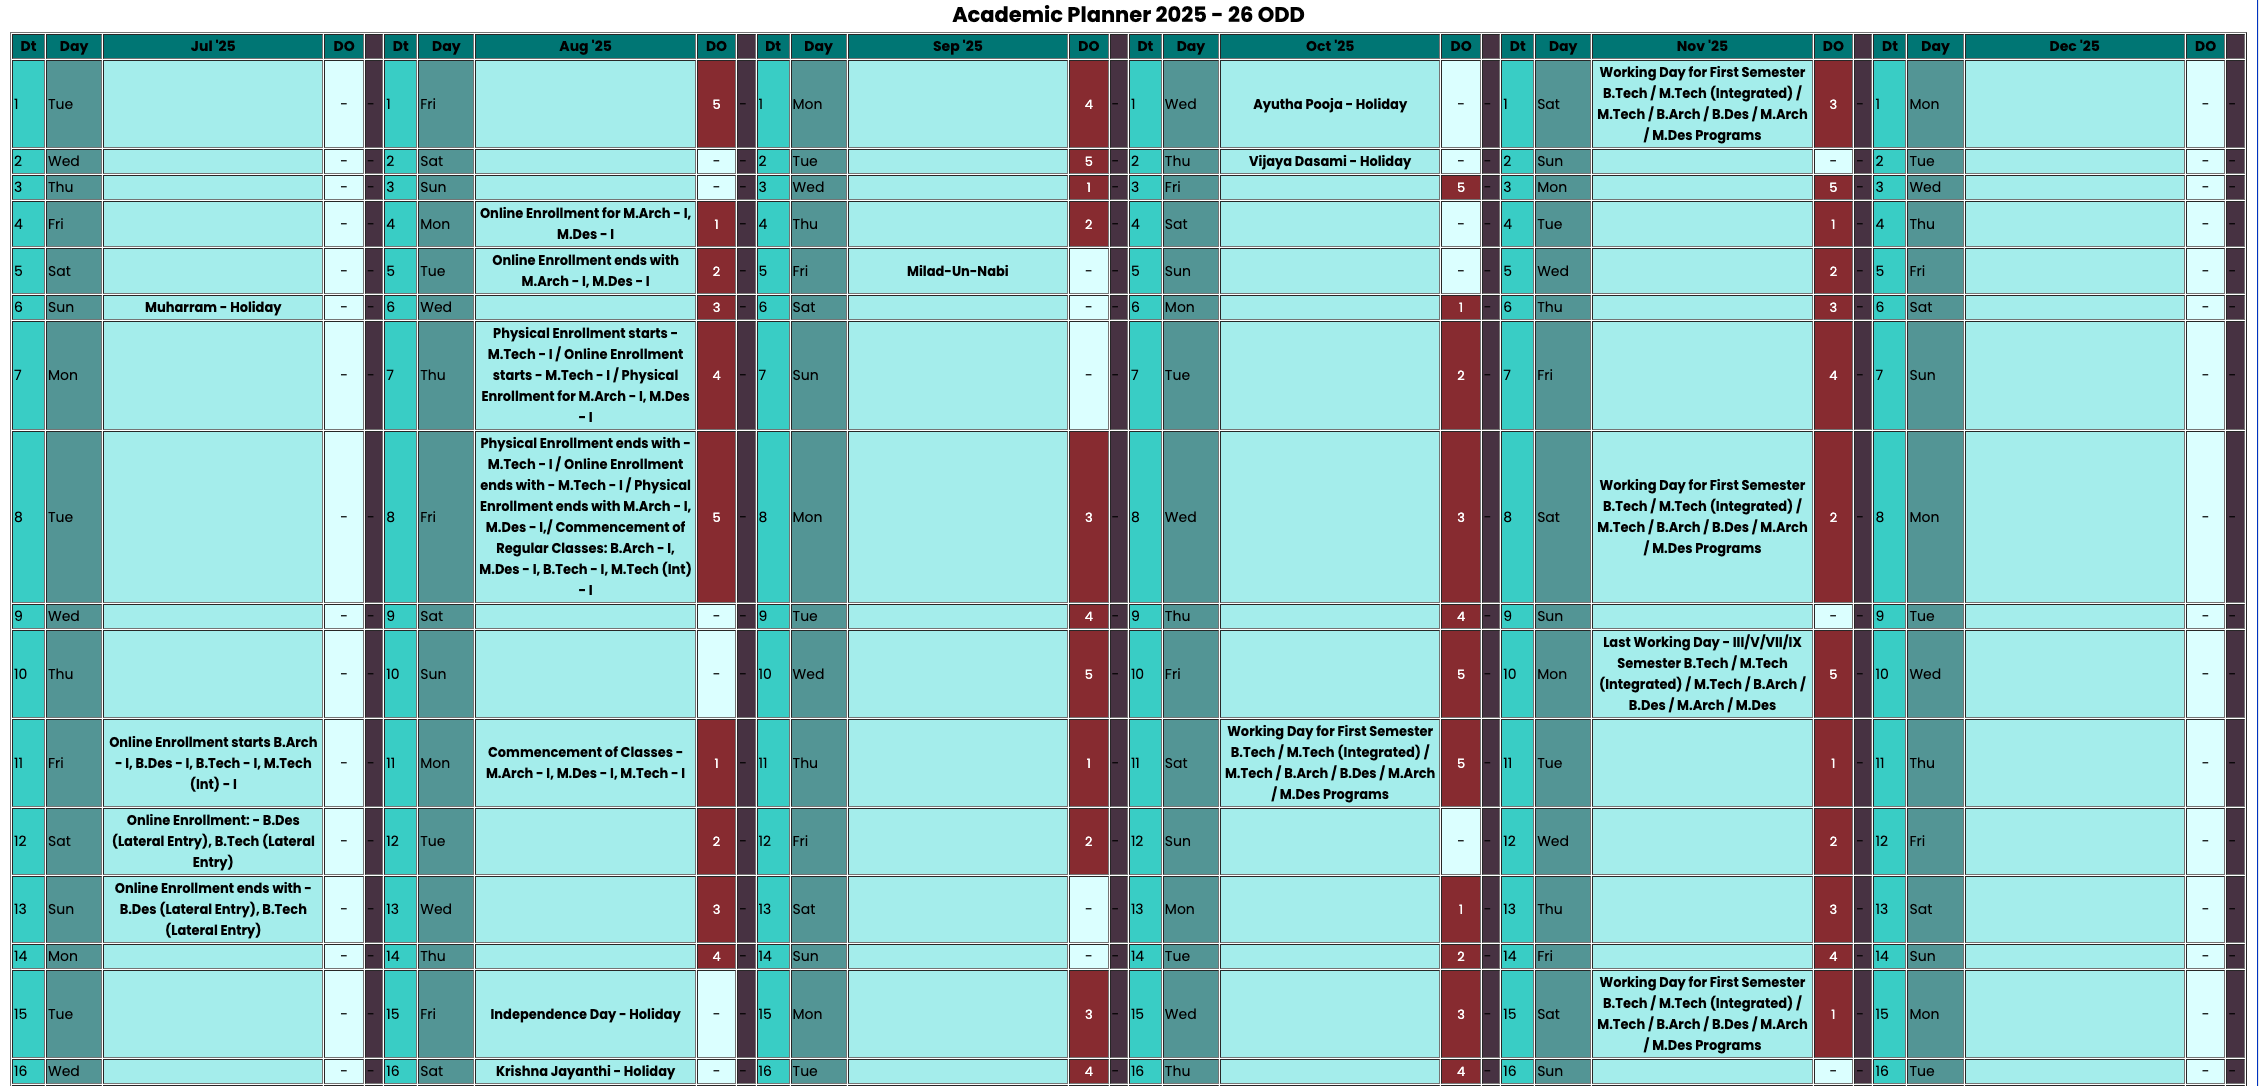 Academic Planner 2025 - 26 ODD
Dt Day Jul '25 DO Dt Day Aug '25 DO Dt Day Sep '25 DO Dt Day Oct '25 DO Dt Day Nov '25 DO Dt Day Dec '25 DO
1 Tue - - 1 Fri 5 - 1 Mon 4 - 1 Wed Ayutha Pooja - Holiday - - 1 Sat Working Day for First Semester
B.Tech / M.Tech (Integrated) /
M.Tech / B.Arch / B.Des / M.Arch
/ M.Des Programs 3 - 1 Mon - -
2 Wed - - 2 Sat - - 2 Tue 5 - 2 Thu Vijaya Dasami - Holiday - - 2 Sun - - 2 Tue - -
3 Thu - - 3 Sun - - 3 Wed 1 - 3 Fri 5 - 3 Mon 5 - 3 Wed - -
4 Fri - - 4 Mon Online Enrollment for M.Arch - I,
M.Des - I 1 - 4 Thu 2 - 4 Sat - - 4 Tue 1 - 4 Thu - -
5 Sat - - 5 Tue Online Enrollment ends with
M.Arch - I, M.Des - I 2 - 5 Fri Milad-Un-Nabi - - 5 Sun - - 5 Wed 2 - 5 Fri - -
6 Sun Muharram - Holiday - - 6 Wed 3 - 6 Sat - - 6 Mon 1 - 6 Thu 3 - 6 Sat - -
7 Mon - - 7 Thu Physical Enrollment starts -
M.Tech - I / Online Enrollment
starts - M.Tech - I / Physical
Enrollment for M.Arch - I, M.Des
- I 4 - 7 Sun - - 7 Tue 2 - 7 Fri 4 - 7 Sun - -
8 Tue - - 8 Fri Physical Enrollment ends with -
M.Tech - I / Online Enrollment
ends with - M.Tech - I / Physical
Enrollment ends with M.Arch - I,
M.Des - I,/ Commencement of
Regular Classes: B.Arch - I,
M.Des - I, B.Tech - I, M.Tech (Int)
- I 5 - 8 Mon 3 - 8 Wed 3 - 8 Sat Working Day for First Semester
B.Tech / M.Tech (Integrated) /
M.Tech / B.Arch / B.Des / M.Arch
/ M.Des Programs 2 - 8 Mon - -
9 Wed - - 9 Sat - - 9 Tue 4 - 9 Thu 4 - 9 Sun - - 9 Tue - -
10 Thu - - 10 Sun - - 10 Wed 5 - 10 Fri 5 - 10 Mon Last Working Day - III/V/VII/IX
Semester B.Tech / M.Tech
(Integrated) / M.Tech / B.Arch /
B.Des / M.Arch / M.Des 5 - 10 Wed - -
11 Fri Online Enrollment starts B.Arch
- I, B.Des - I, B.Tech - I, M.Tech
(Int) - I - - 11 Mon Commencement of Classes -
M.Arch - I, M.Des - I, M.Tech - I 1 - 11 Thu 1 - 11 Sat Working Day for First Semester
B.Tech / M.Tech (Integrated) /
M.Tech / B.Arch / B.Des / M.Arch
/ M.Des Programs 5 - 11 Tue 1 - 11 Thu - -
12 Sat Online Enrollment: - B.Des
(Lateral Entry), B.Tech (Lateral
Entry) - - 12 Tue 2 - 12 Fri 2 - 12 Sun - - 12 Wed 2 - 12 Fri - -
13 Sun Online Enrollment ends with -
B.Des (Lateral Entry), B.Tech
(Lateral Entry) - - 13 Wed 3 - 13 Sat - - 13 Mon 1 - 13 Thu 3 - 13 Sat - -
14 Mon - - 14 Thu 4 - 14 Sun - - 14 Tue 2 - 14 Fri 4 - 14 Sun - -
15 Tue - - 15 Fri Independence Day - Holiday - - 15 Mon 3 - 15 Wed 3 - 15 Sat Working Day for First Semester
B.Tech / M.Tech (Integrated) /
M.Tech / B.Arch / B.Des / M.Arch
/ M.Des Programs 1 - 15 Mon - -
16 Wed - - 16 Sat Krishna Jayanthi - Holiday - - 16 Tue 4 - 16 Thu 4 - 16 Sun - - 16 Tue - -